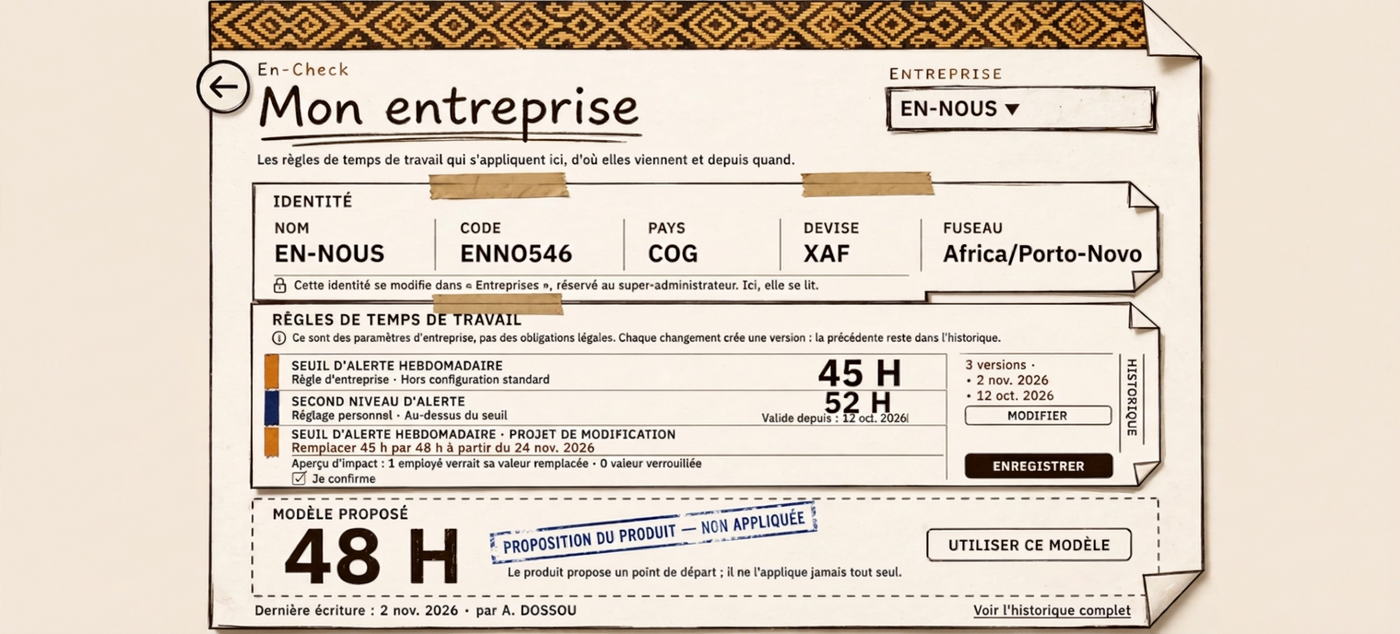 En-Check
Mon entreprise
Les règles de temps de travail qui s'appliquent ici, d'où elles viennent et depuis quand.
ENTREPRISE
EN-NOUS ▼
IDENTITÉ
NOM
EN-NOUS
CODE
ENNO546
PAYS
COG
DEVISE
XAF
FUSEAU
Africa/Porto-Novo
Cette identité se modifie dans « Entreprises », réservé au super-administrateur. Ici, elle se lit.
RÈGLES DE TEMPS DE TRAVAIL
Ce sont des paramètres d'entreprise, pas des obligations légales. Chaque changement crée une version : la précédente reste dans l'historique.
SEUIL D'ALERTE HEBDOMADAIRE
Règle d'entreprise · Hors configuration standard
45 H
SECOND NIVEAU D'ALERTE
Réglage personnel · Au-dessus du seuil
52 H
Valide depuis : 12 oct. 2026
SEUIL D'ALERTE HEBDOMADAIRE · PROJET DE MODIFICATION
Remplacer 45 h par 48 h à partir du 24 nov. 2026
Aperçu d'impact : 1 employé verrait sa valeur remplacée · 0 valeur verrouillée
Je confirme
3 versions ·
• 2 nov. 2026
• 12 oct. 2026
MODIFIER
ENREGISTRER
HISTORIQUE
MODÈLE PROPOSÉ
48 H
PROPOSITION DU PRODUIT — NON APPLIQUÉE
Le produit propose un point de départ ; il ne l'applique jamais tout seul.
UTILISER CE MODÈLE
Dernière écriture : 2 nov. 2026 · par A. DOSSOU
Voir l'historique complet